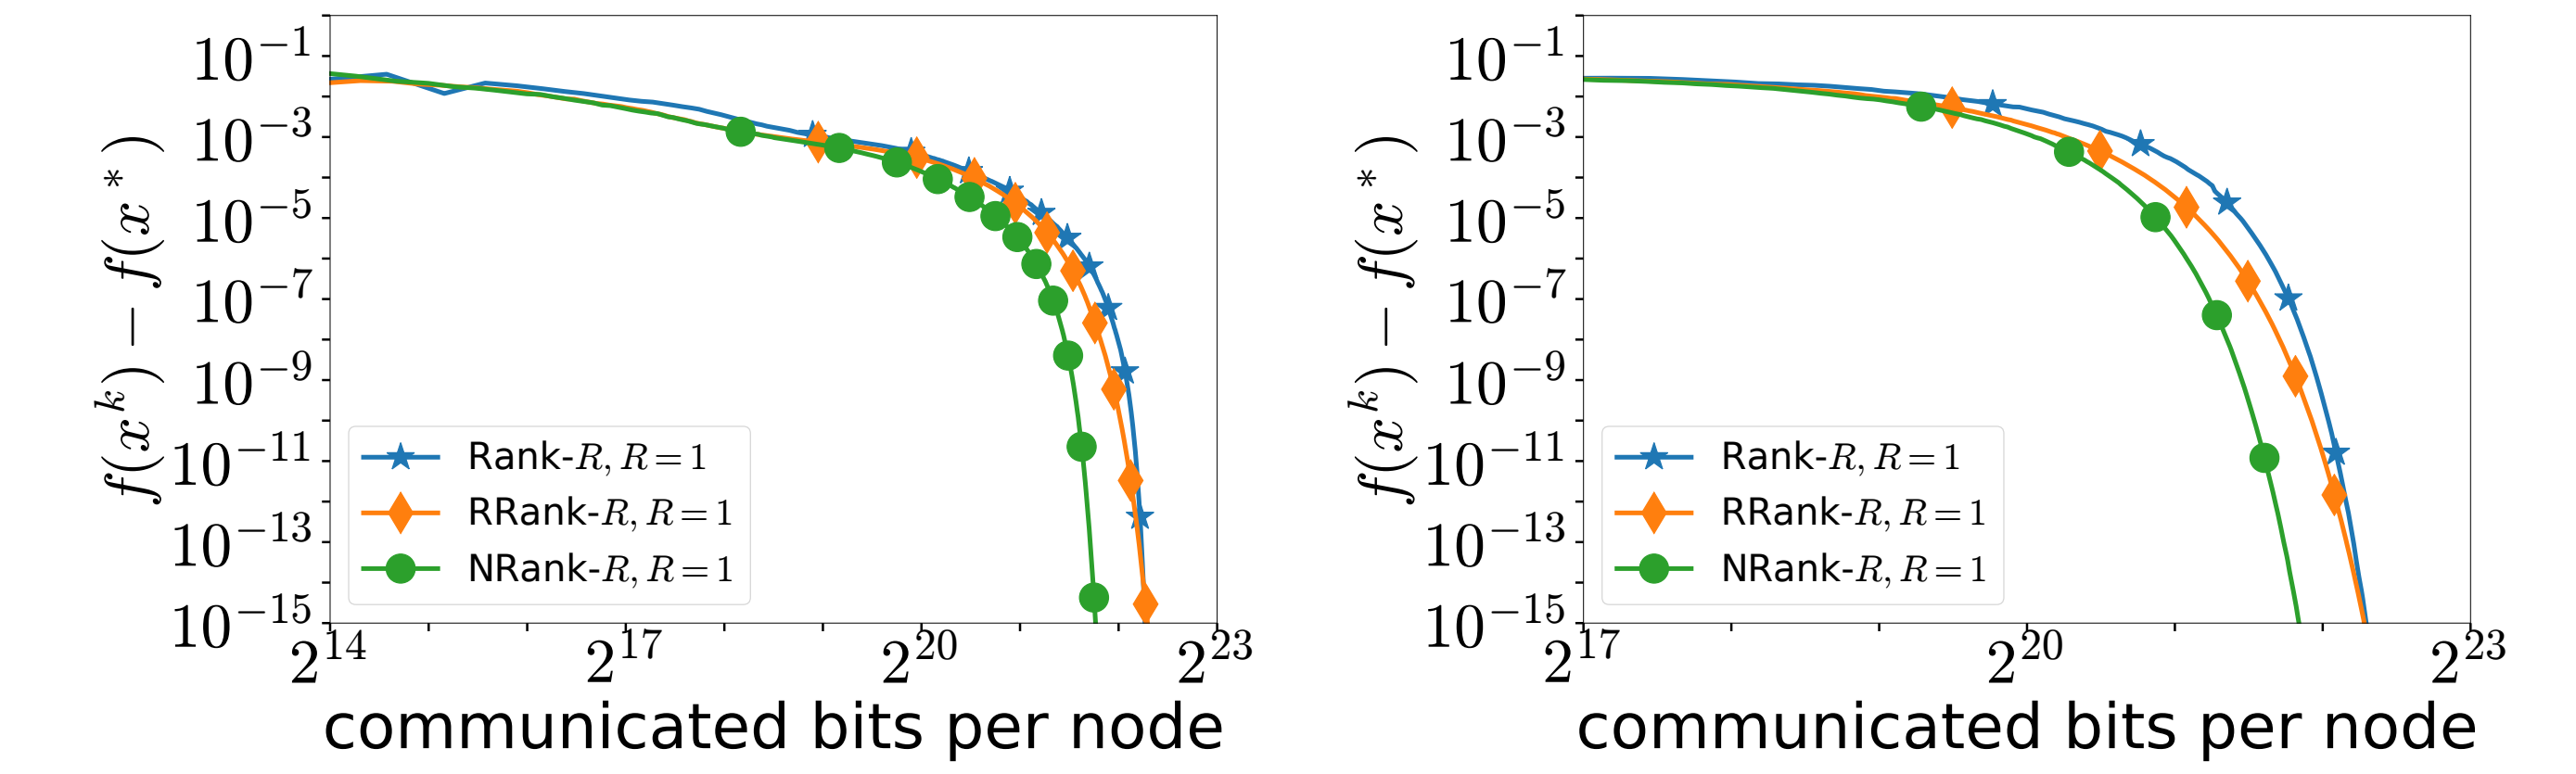 f(x^k) − f(x*)
10^−1
10^−3
10^−5
10^−7
10^−9
10^−11
10^−13
10^−15
Rank-R, R = 1
RRank-R, R = 1
NRank-R, R = 1
2^14 2^17 2^20 2^23
communicated bits per node
f(x^k) − f(x*)
10^−1
10^−3
10^−5
10^−7
10^−9
10^−11
10^−13
10^−15
Rank-R, R = 1
RRank-R, R = 1
NRank-R, R = 1
2^17 2^20 2^23
communicated bits per node